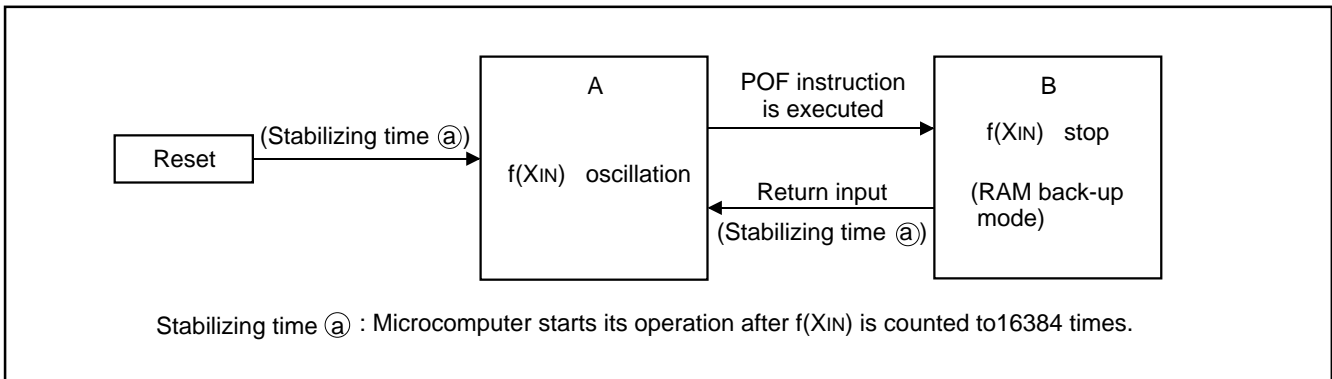 Reset
(Stabilizing time ⓐ)
A
f(XIN) oscillation
POF instruction
is executed
Return input
(Stabilizing time ⓐ)
B
f(XIN) stop
(RAM back-up
mode)
Stabilizing time ⓐ : Microcomputer starts its operation after f(XIN) is counted to16384 times.